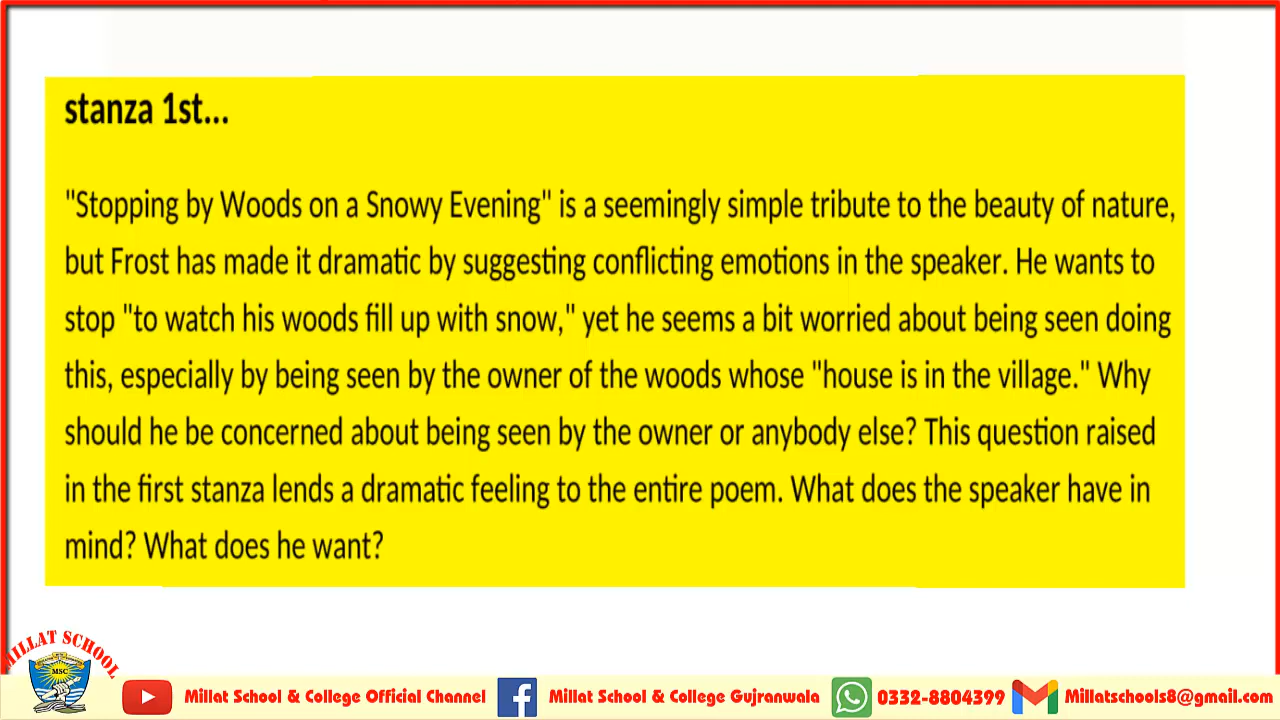 stanza 1st...
"Stopping by Woods on a Snowy Evening" is a seemingly simple tribute to the beauty of nature,
but Frost has made it dramatic by suggesting conflicting emotions in the speaker. He wants to
stop "to watch his woods fill up with snow," yet he seems a bit worried about being seen doing
this, especially by being seen by the owner of the woods whose "house is in the village." Why
should he be concerned about being seen by the owner or anybody else? This question raised
in the first stanza lends a dramatic feeling to the entire poem. What does the speaker have in
mind? What does he want?
MILLAT SCHOOL
MSC
Millat School & College Official Channel
Millat School & College Gujranwala
0332-8804399
Millatschools8@gmail.com